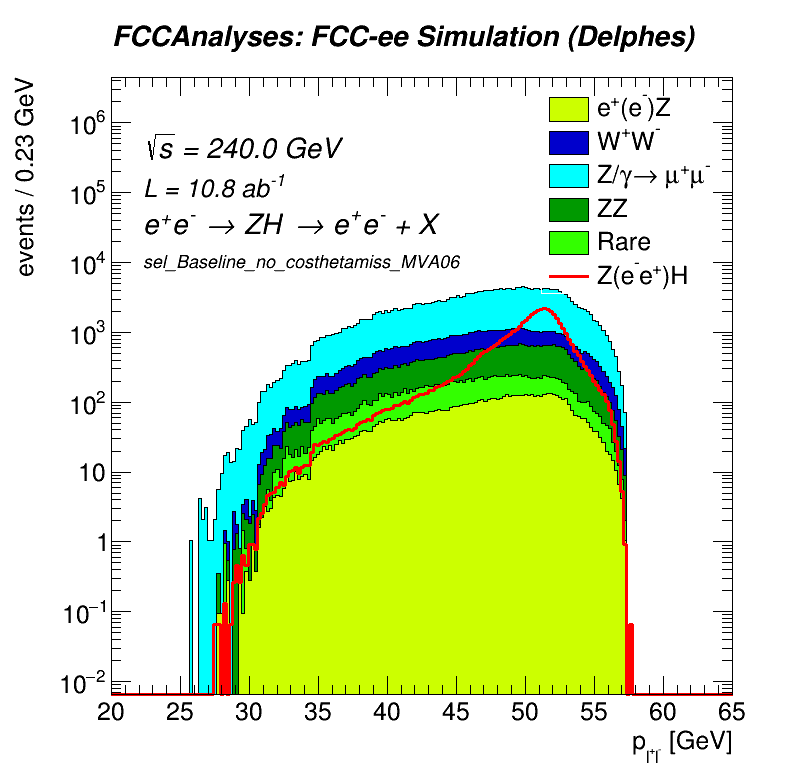 FCCAnalyses: FCC-ee Simulation (Delphes)
events / 0.23 GeV
10⁶
10⁵
10⁴
10³
10²
10
1
10⁻¹
10⁻²
√s = 240.0 GeV
L = 10.8 ab⁻¹
e⁺e⁻ → ZH → e⁺e⁻ + X
sel_Baseline_no_costhetamiss_MVA06
e⁺(e⁻)Z
W⁺W⁻
Z/γ→ μ⁺μ⁻
ZZ
Rare
Z(e⁻e⁺)H
20 25 30 35 40 45 50 55 60 65
p_l⁺l⁻ [GeV]